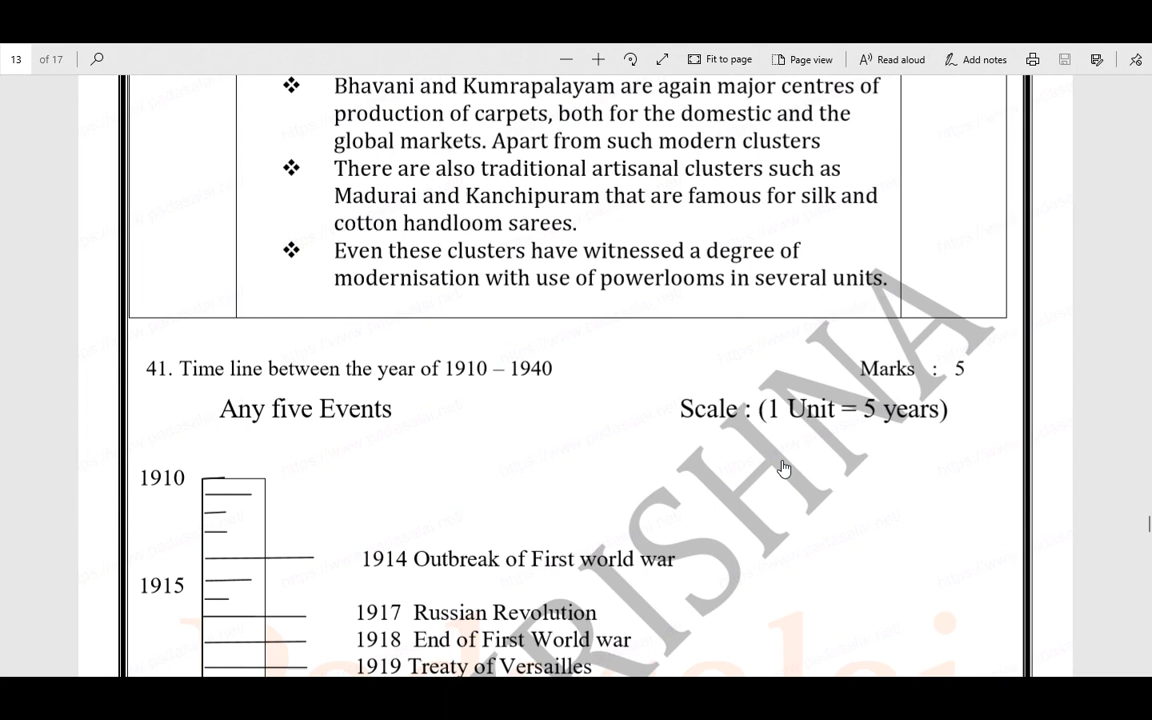 13 of 17 Fit to page Page view Read aloud Add notes
❖ Bhavani and Kumrapalayam are again major centres of
production of carpets, both for the domestic and the
global markets. Apart from such modern clusters
❖ There are also traditional artisanal clusters such as
Madurai and Kanchipuram that are famous for silk and
cotton handloom sarees.
❖ Even these clusters have witnessed a degree of
modernisation with use of powerlooms in several units.
41. Time line between the year of 1910 – 1940 Marks : 5
Any five Events Scale : (1 Unit = 5 years)
1910
1914 Outbreak of First world war
1915
1917 Russian Revolution
1918 End of First World war
1919 Treaty of Versailles
RISHNA